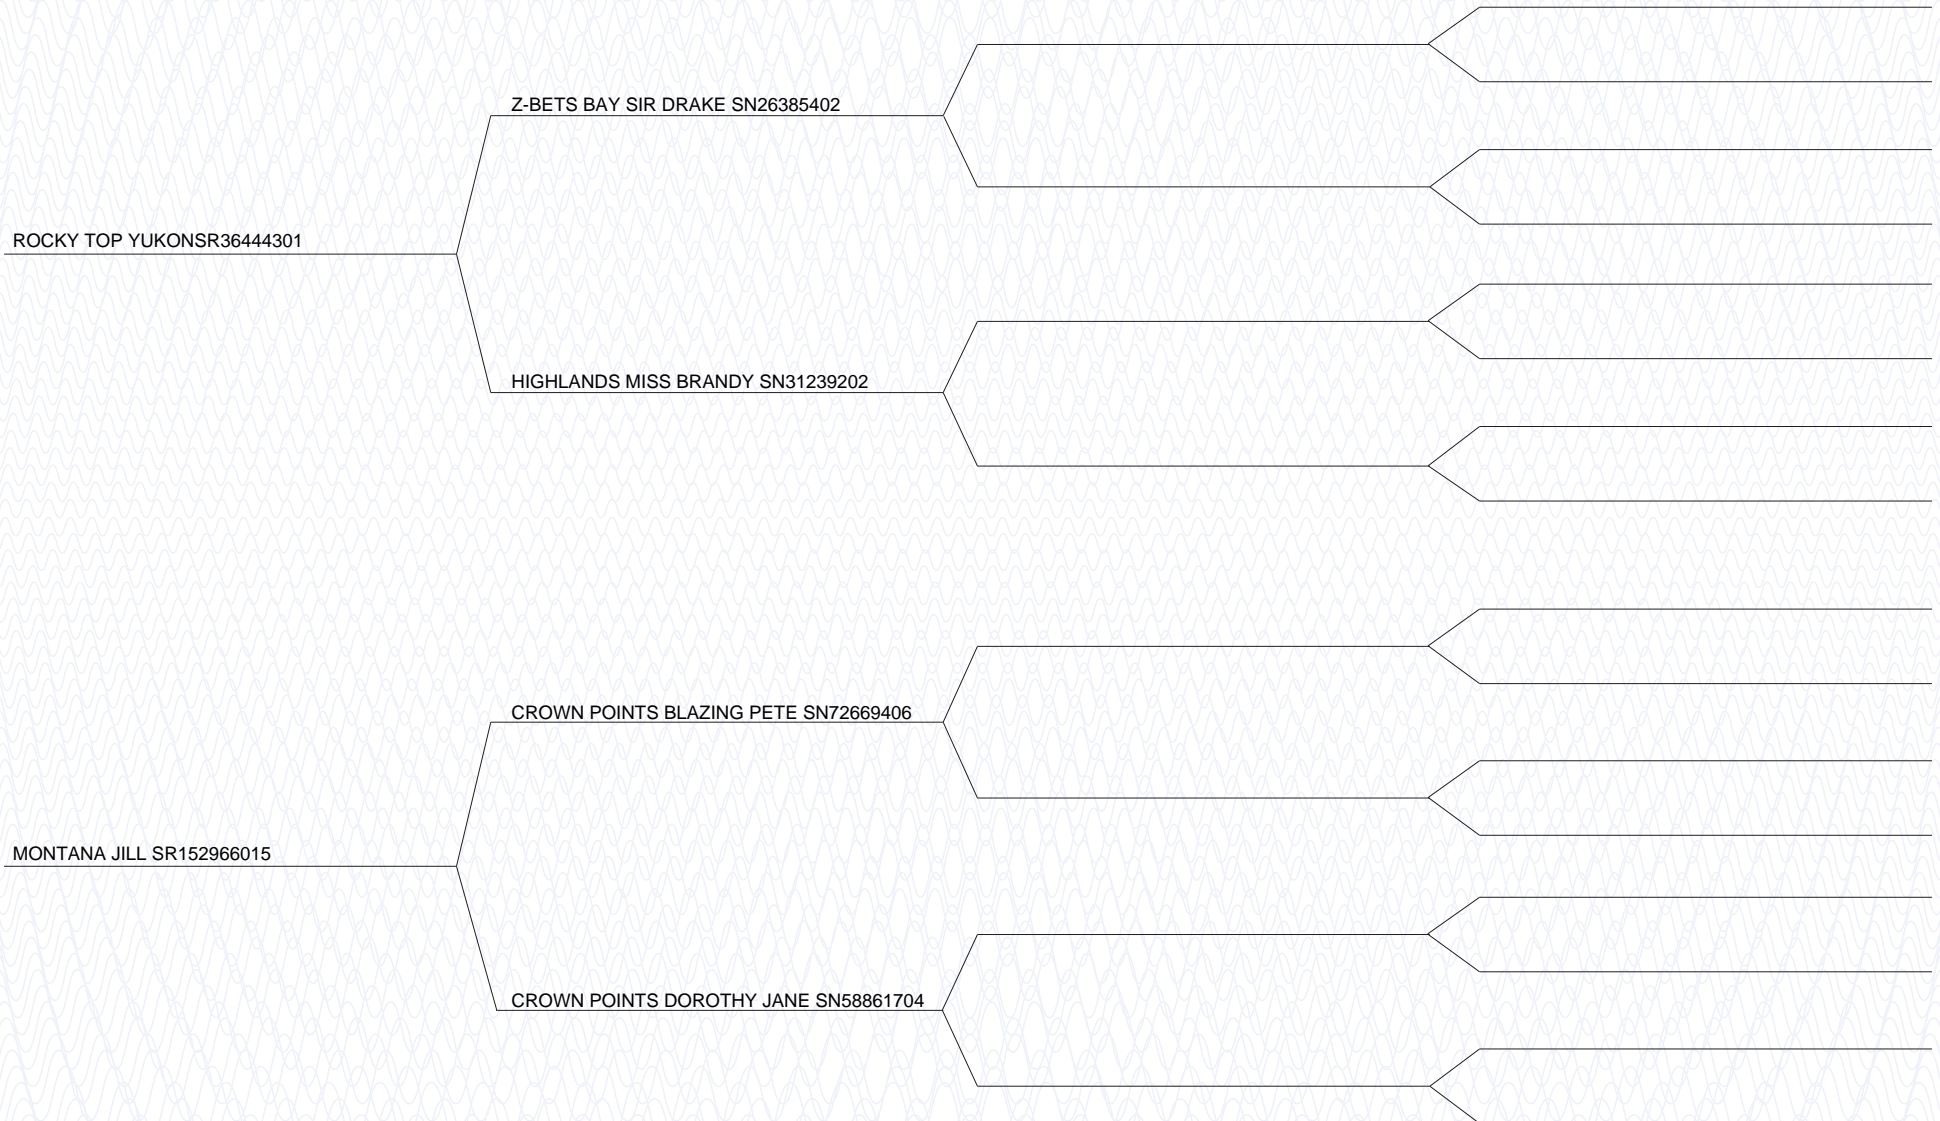 Z-BETS BAY SIR DRAKE SN26385402
ROCKY TOP YUKONSR36444301
HIGHLANDS MISS BRANDY SN31239202
CROWN POINTS BLAZING PETE SN72669406
MONTANA JILL SR152966015
CROWN POINTS DOROTHY JANE SN58861704